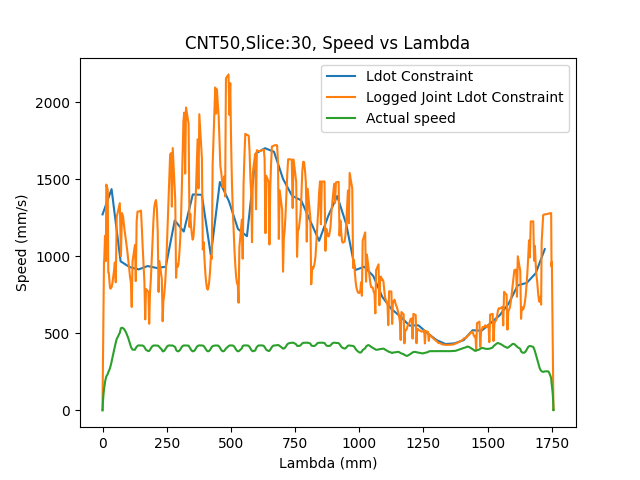 CNT50,Slice:30, Speed vs Lambda
Ldot Constraint
Logged Joint Ldot Constraint
Actual speed
2000
1500
1000
500
0
Speed (mm/s)
0 250 500 750 1000 1250 1500 1750
Lambda (mm)